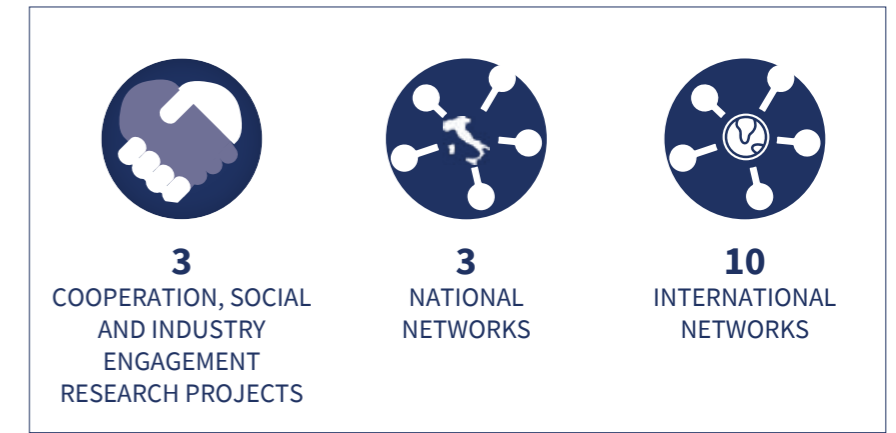 3
COOPERATION, SOCIAL
AND INDUSTRY
ENGAGEMENT
RESEARCH PROJECTS
3
NATIONAL
NETWORKS
10
INTERNATIONAL
NETWORKS